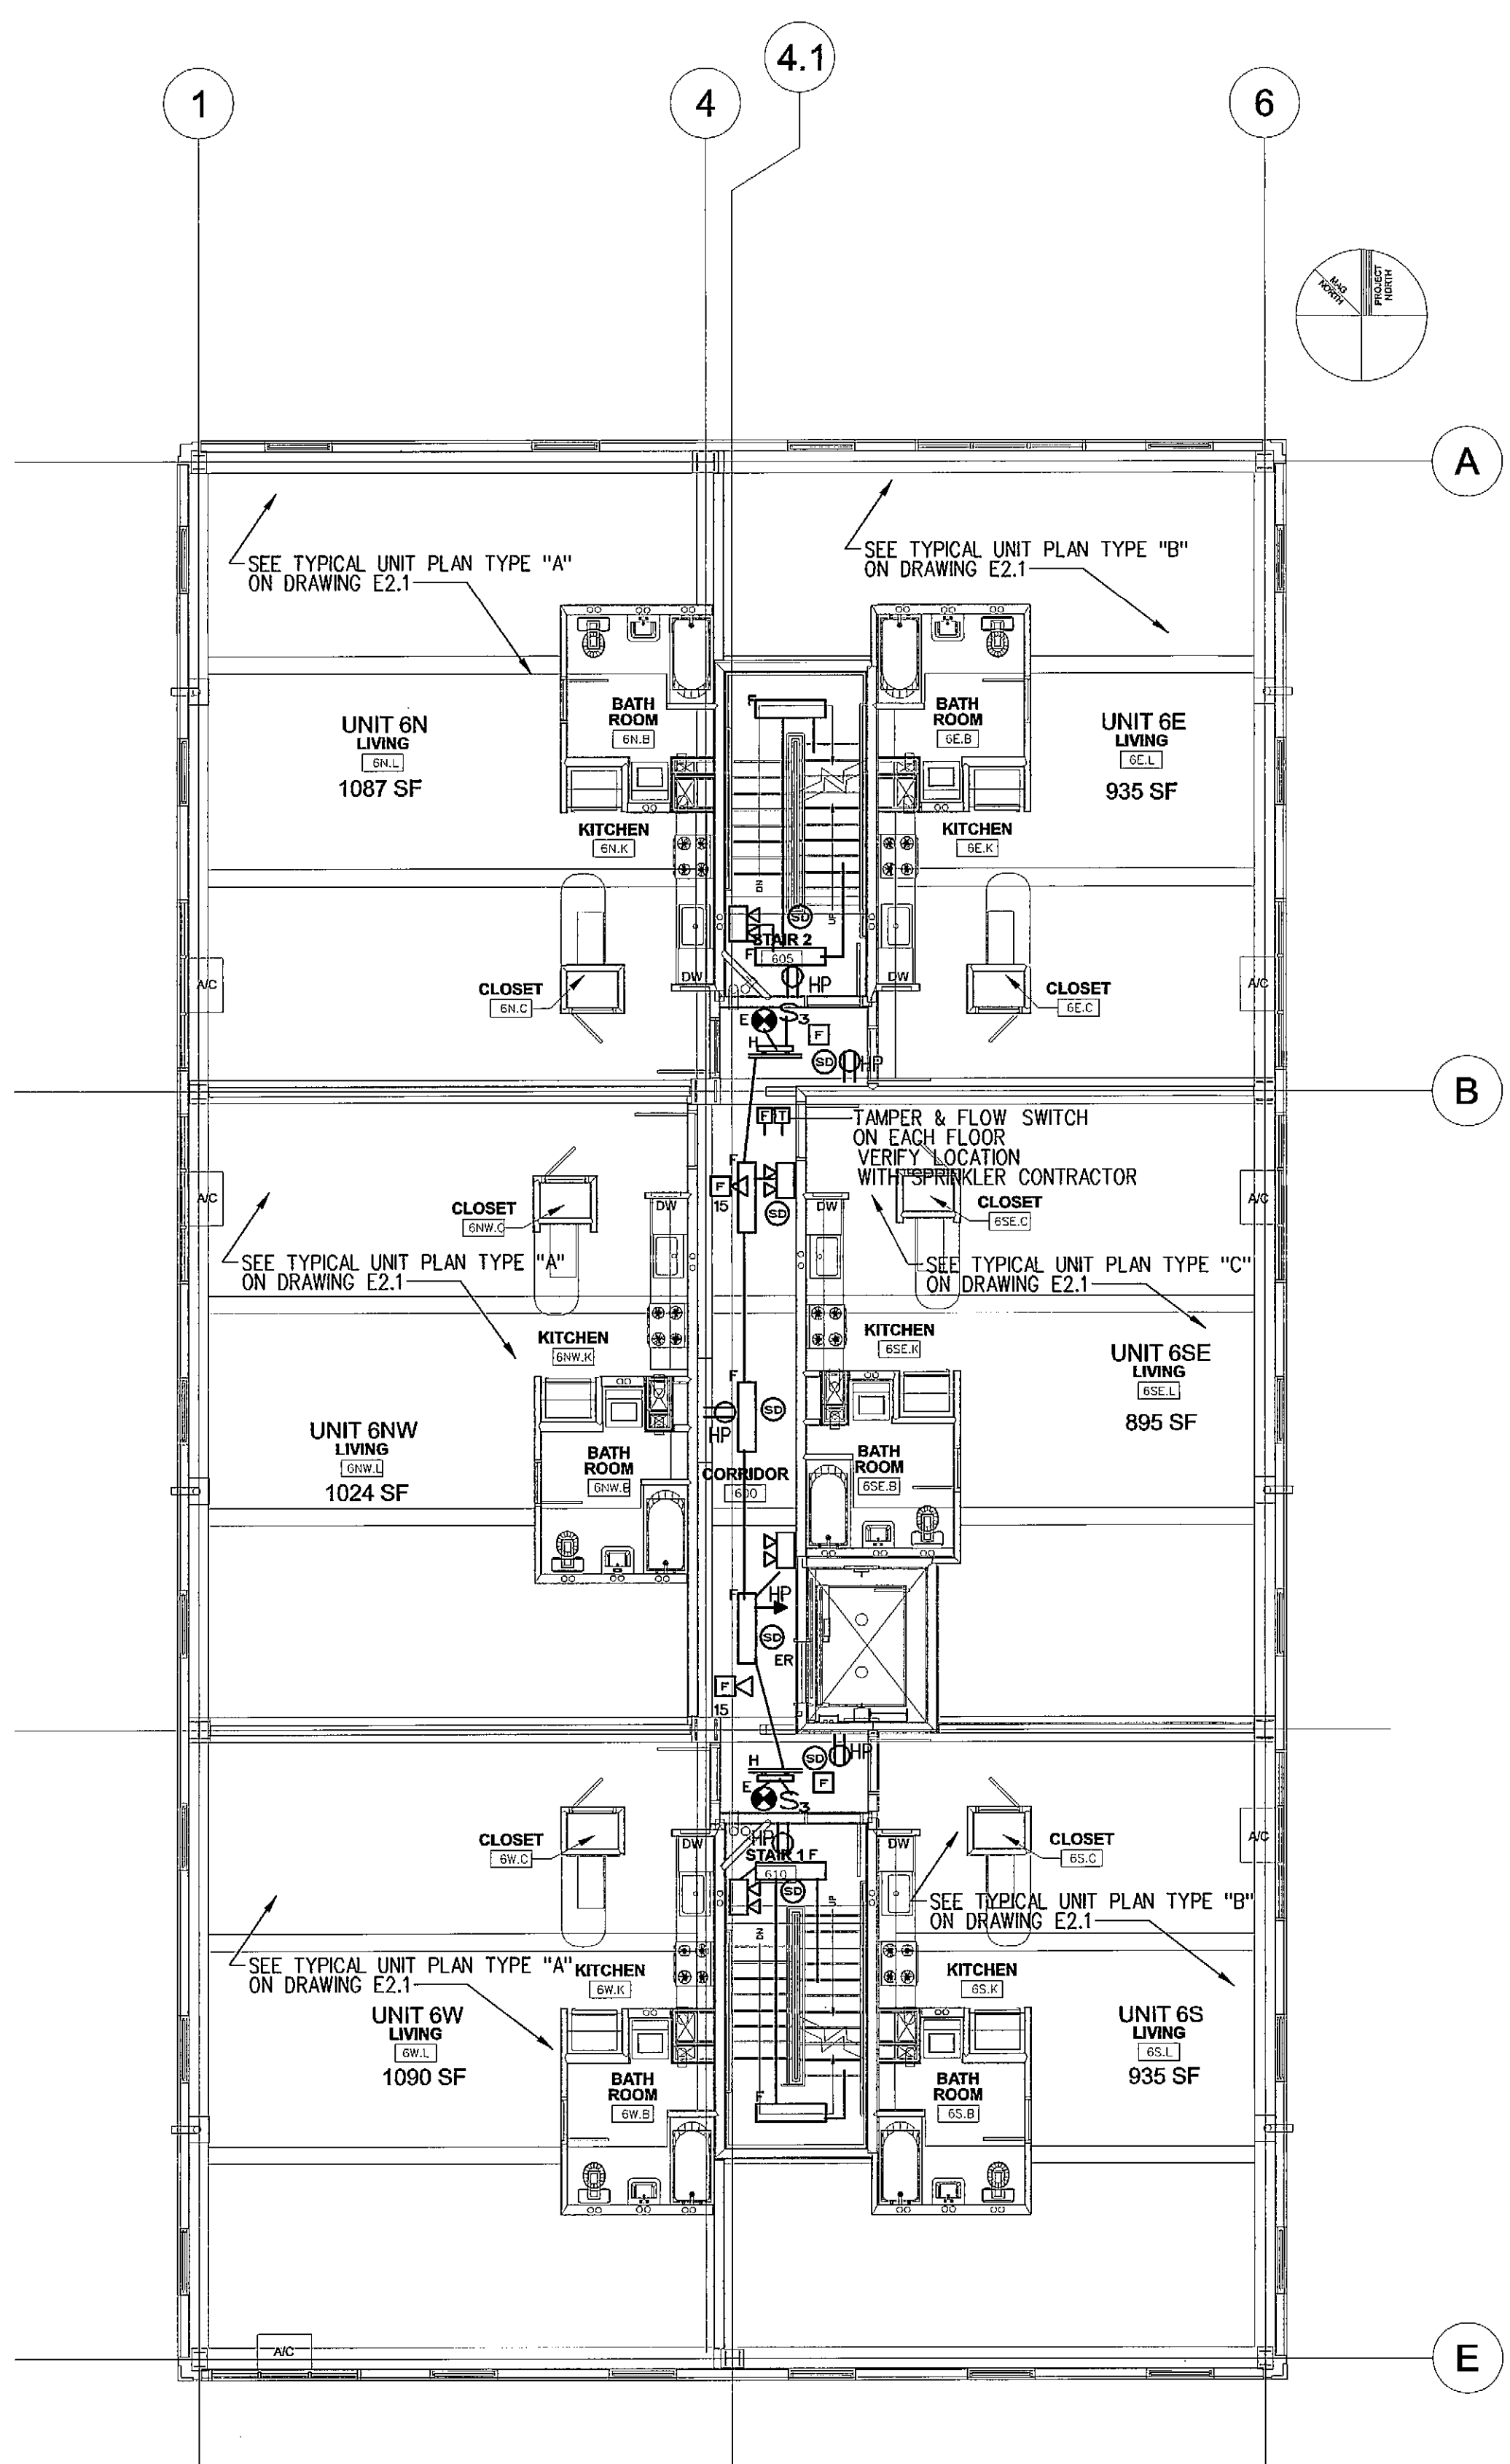 4.1
1
4
6
MAG NORTH
PROJECT NORTH
A
SEE TYPICAL UNIT PLAN TYPE "A"
ON DRAWING E2.1
SEE TYPICAL UNIT PLAN TYPE "B"
ON DRAWING E2.1
UNIT 6N
LIVING
6N.L
1087 SF
BATH
ROOM
6N.B
F
BATH
ROOM
6E.B
UNIT 6E
LIVING
6E.L
935 SF
KITCHEN
6N.K
KITCHEN
6E.K
DN
UP
SD
STAIR 2
F
605
A/C
CLOSET
6N.C
DW
HP
DW
CLOSET
6E.C
A/C
E
S3
F
H
SD
HP
B
F T
TAMPER & FLOW SWITCH
ON EACH FLOOR
VERIFY LOCATION
WITH SPRINKLER CONTRACTOR
F
F
15
SD
A/C
CLOSET
6NW.C
DW
DW
CLOSET
6SE.C
A/C
SEE TYPICAL UNIT PLAN TYPE "A"
ON DRAWING E2.1
SEE TYPICAL UNIT PLAN TYPE "C"
ON DRAWING E2.1
KITCHEN
6NW.K
KITCHEN
6SE.K
UNIT 6SE
LIVING
6SE.L
895 SF
F
SD
HP
UNIT 6NW
LIVING
6NW.L
1024 SF
BATH
ROOM
6NW.B
CORRIDOR
600
BATH
ROOM
6SE.B
F
HP
SD
ER
F
15
SD
HP
H
F
E
S3
CLOSET
6W.C
DW
HP
STAIR 1
F
610
SD
DW
CLOSET
6S.C
A/C
UP
DN
SEE TYPICAL UNIT PLAN TYPE "B"
ON DRAWING E2.1
SEE TYPICAL UNIT PLAN TYPE "A"
ON DRAWING E2.1
KITCHEN
6W.K
KITCHEN
6S.K
UNIT 6W
LIVING
6W.L
1090 SF
BATH
ROOM
6W.B
F
BATH
ROOM
6S.B
UNIT 6S
LIVING
6S.L
935 SF
A/C
E